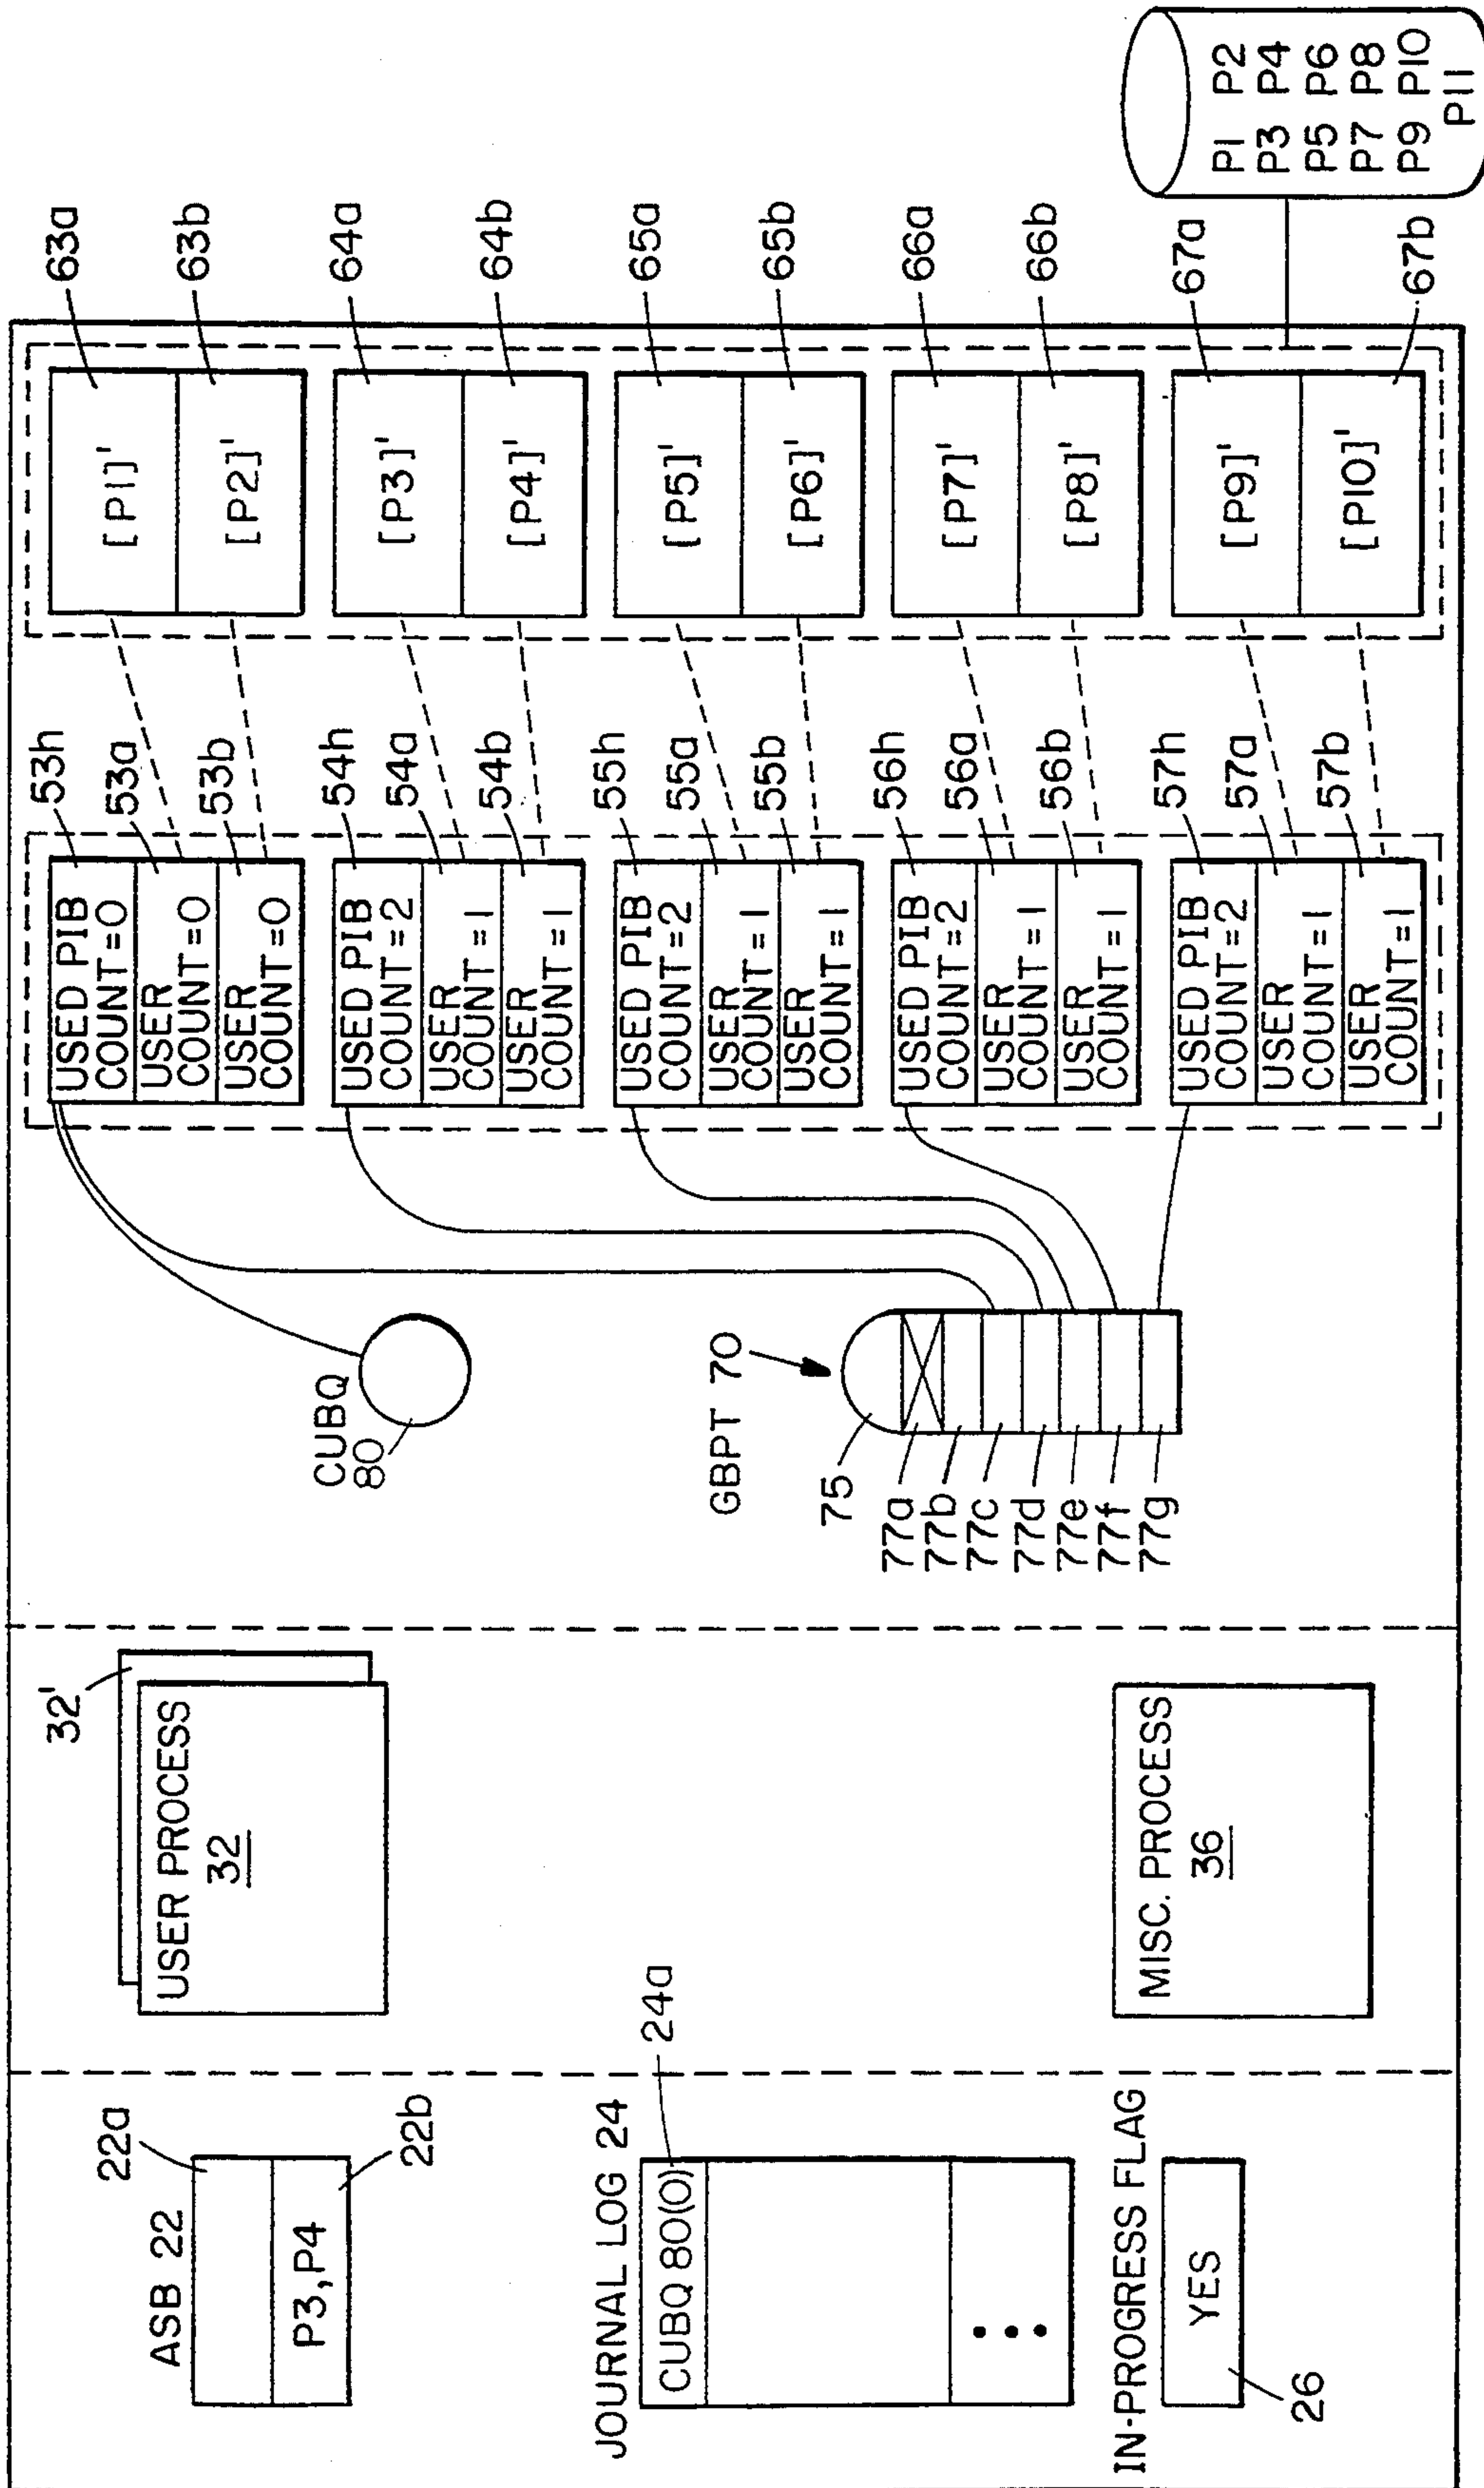 ASB 22
22a
P3,P4
22b
JOURNAL LOG 24
CUBQ 80(0)
24a
IN-PROGRESS FLAG
YES
26
32'
USER PROCESS
32
MISC. PROCESS
36
CUBQ
80
GBPT 70
75
77a
77b
77c
77d
77e
77f
77g
USED PIB
COUNT=0
USER
COUNT=0
USER
COUNT=0
53h
53a
53b
USED PIB
COUNT=2
USER
COUNT=1
USER
COUNT=1
54h
54a
54b
USED PIB
COUNT=2
USER
COUNT=1
USER
COUNT=1
55h
55a
55b
USED PIB
COUNT=2
USER
COUNT=1
USER
COUNT=1
56h
56a
56b
USED PIB
COUNT=2
USER
COUNT=1
USER
COUNT=1
57h
57a
57b
[P1]'
[P2]'
63a
63b
[P3]'
[P4]'
64a
64b
[P5]'
[P6]'
65a
65b
[P7]'
[P8]'
66a
66b
[P9]'
[P10]'
67a
67b
P1 P2
P3 P4
P5 P6
P7 P8
P9 P10
P11